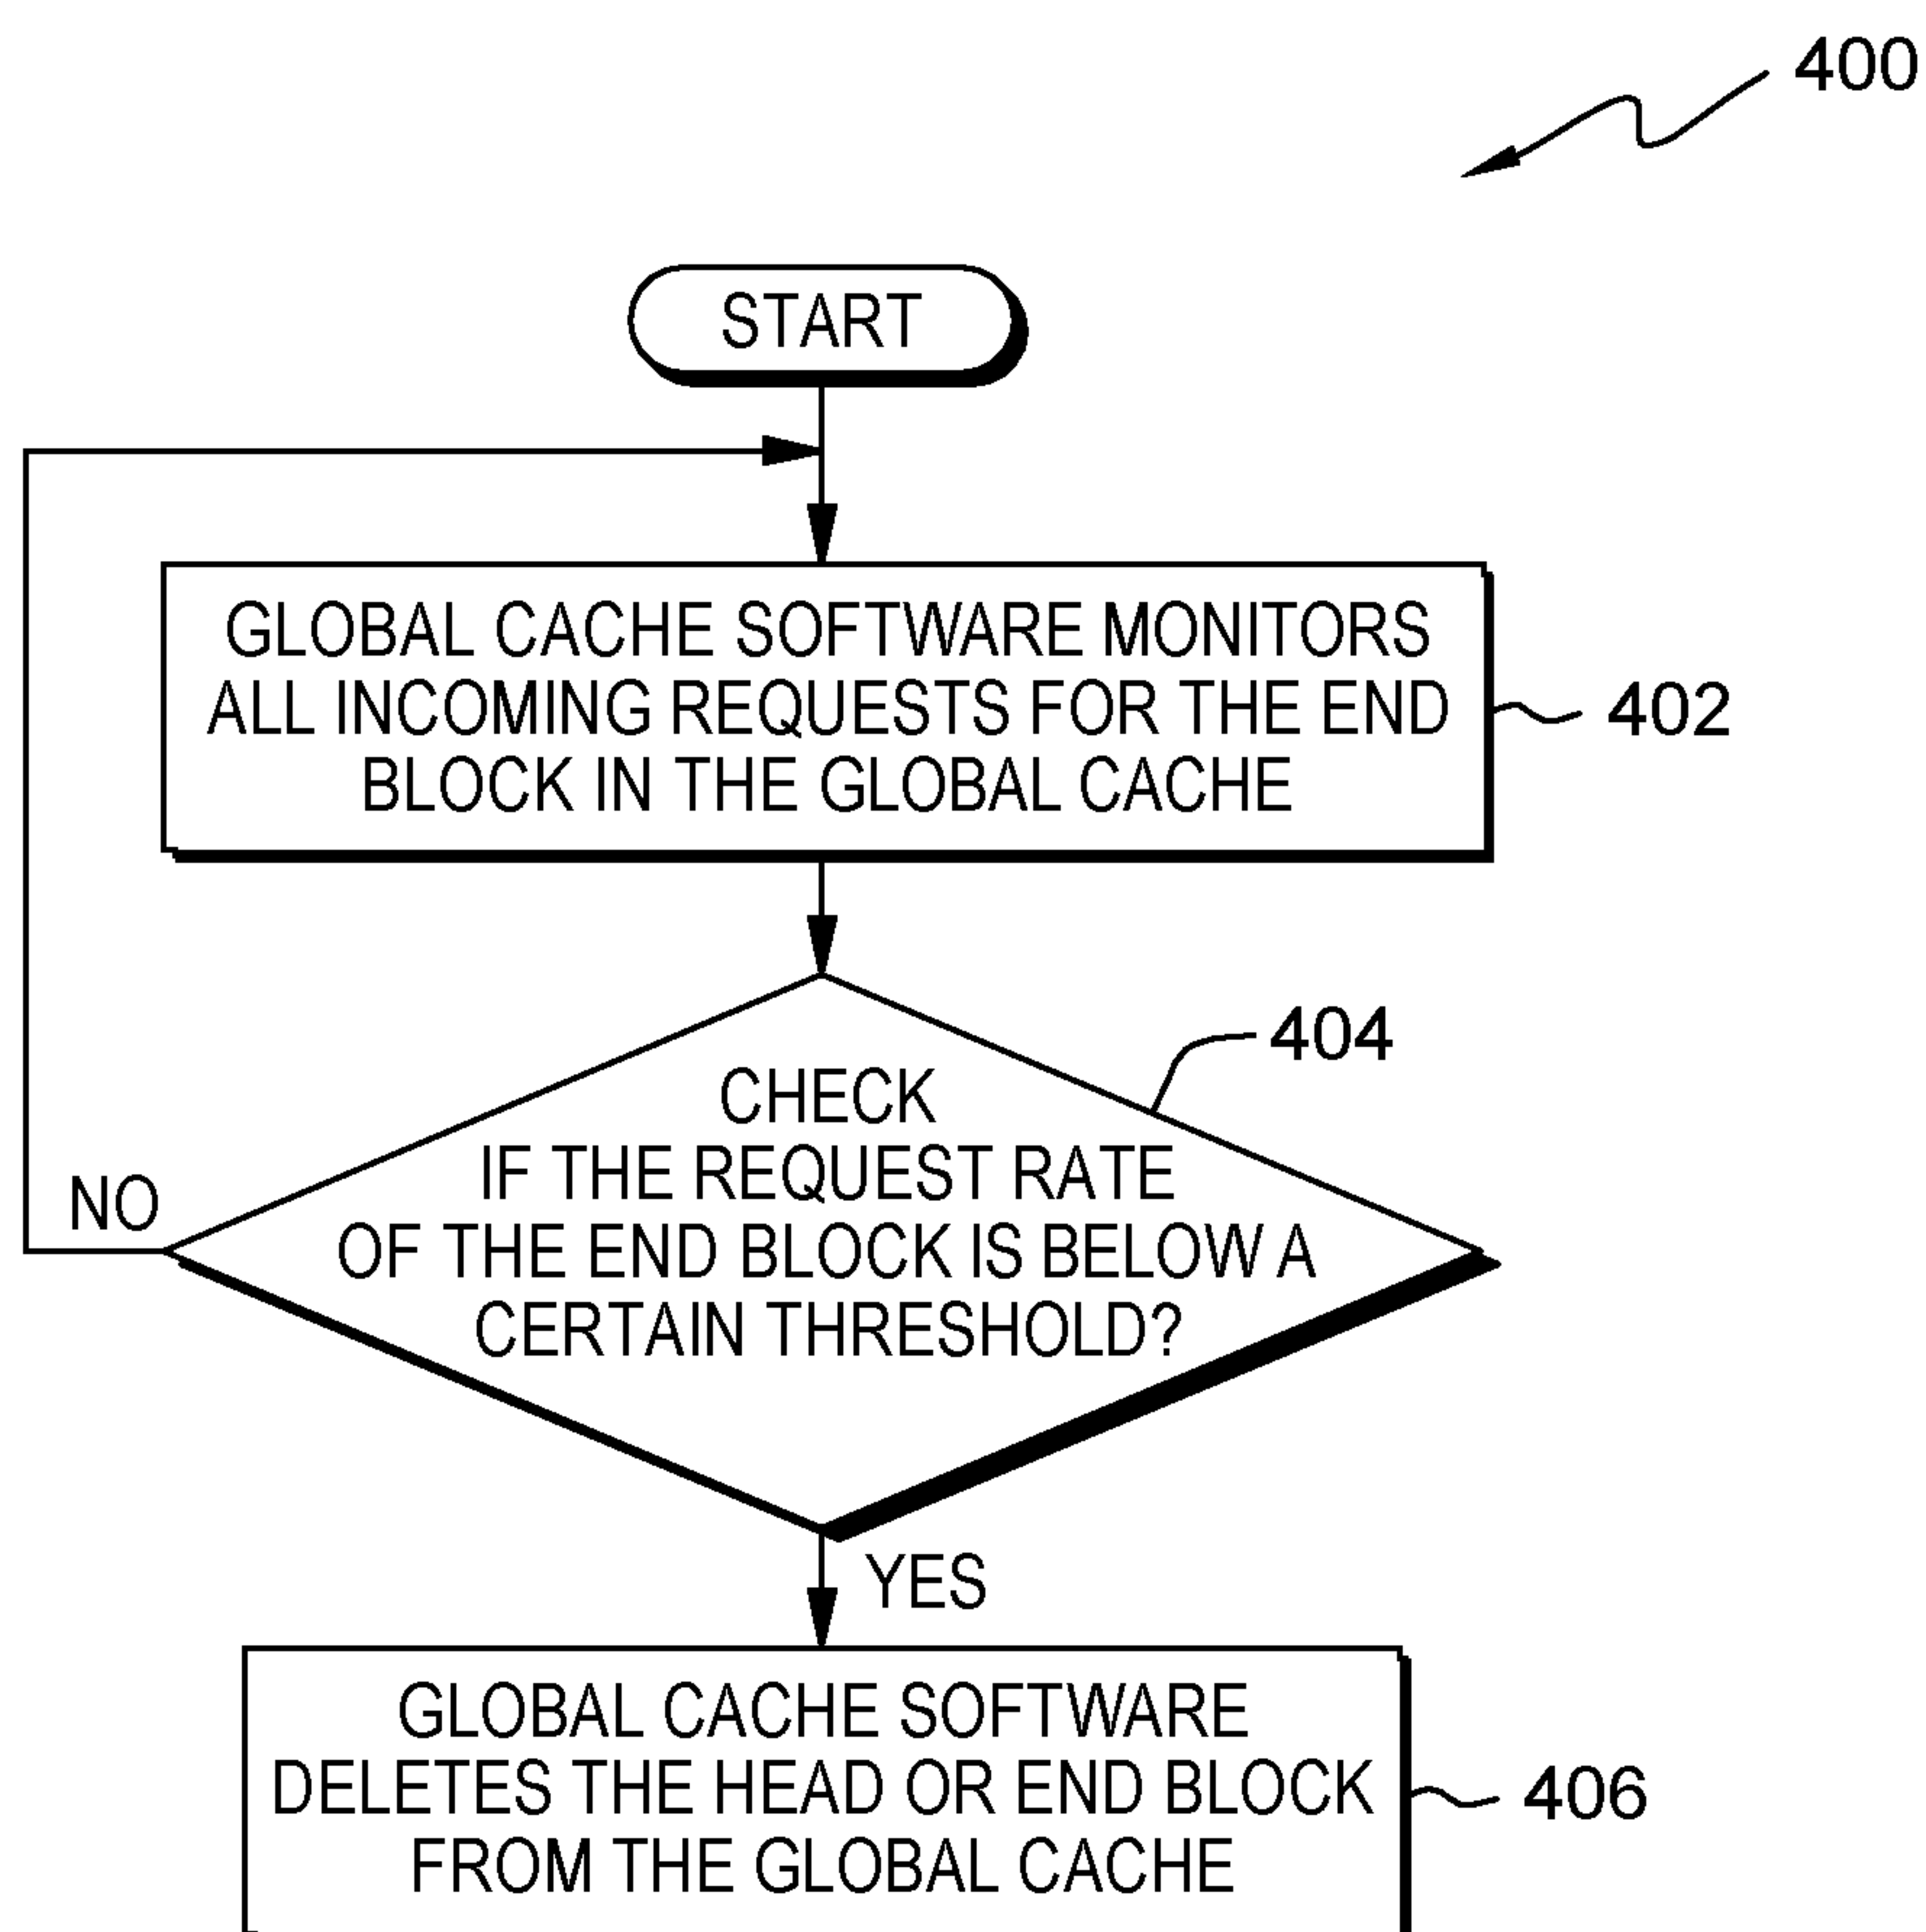 400
START
GLOBAL CACHE SOFTWARE MONITORS
ALL INCOMING REQUESTS FOR THE END
BLOCK IN THE GLOBAL CACHE
402
404
CHECK
IF THE REQUEST RATE
OF THE END BLOCK IS BELOW A
CERTAIN THRESHOLD?
NO
YES
GLOBAL CACHE SOFTWARE
DELETES THE HEAD OR END BLOCK
FROM THE GLOBAL CACHE
406